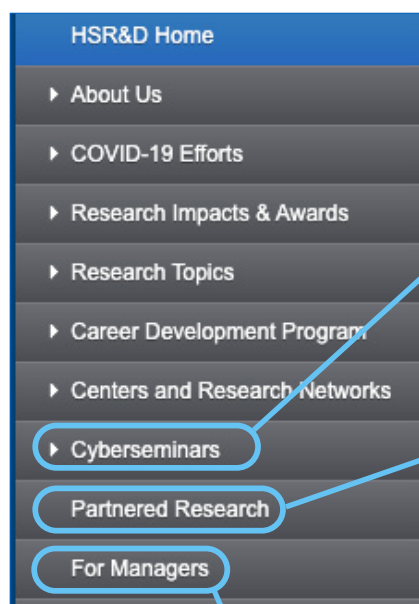 HSR&D Home
About Us
COVID-19 Efforts
Research Impacts & Awards
Research Topics
Career Development Program
Centers and Research Networks
Cyberseminars
Partnered Research
For Managers